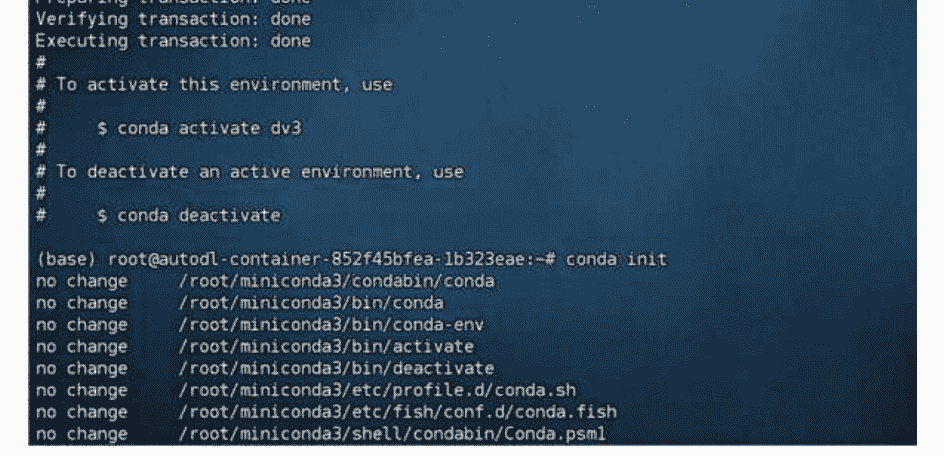 Preparing transaction: done
Verifying transaction: done
Executing transaction: done
#
# To activate this environment, use
#
#     $ conda activate dv3
#
# To deactivate an active environment, use
#
#     $ conda deactivate
(base) root@autodl-container-852f45bfea-1b323eae:~# conda init
no change     /root/miniconda3/condabin/conda
no change     /root/miniconda3/bin/conda
no change     /root/miniconda3/bin/conda-env
no change     /root/miniconda3/bin/activate
no change     /root/miniconda3/bin/deactivate
no change     /root/miniconda3/etc/profile.d/conda.sh
no change     /root/miniconda3/etc/fish/conf.d/conda.fish
no change     /root/miniconda3/shell/condabin/Conda.psm1